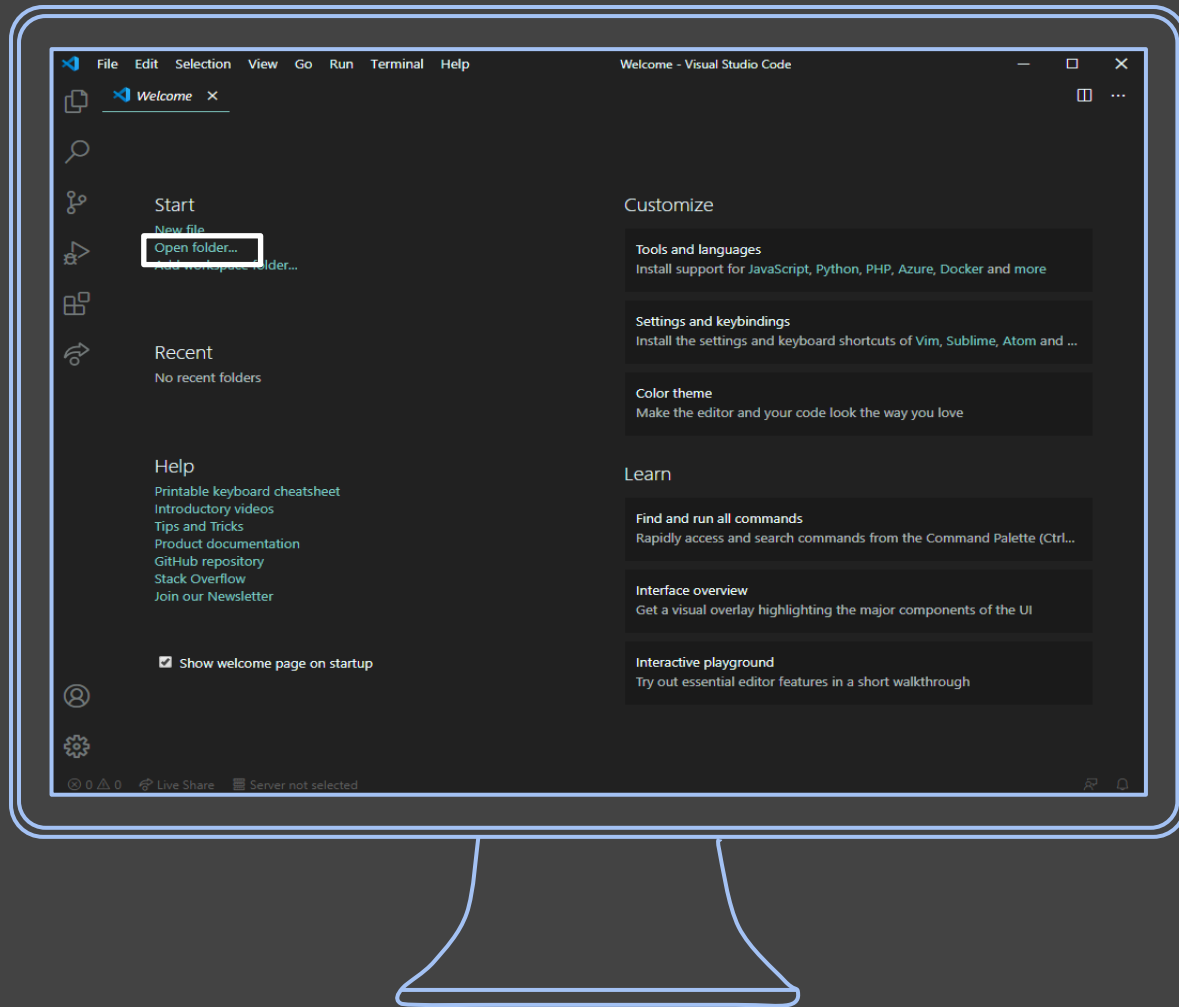 File Edit Selection View Go Run Terminal Help Welcome - Visual Studio Code
Welcome
Start
New file
Open folder...
Add workspace folder...
Recent
No recent folders
Help
Printable keyboard cheatsheet
Introductory videos
Tips and Tricks
Product documentation
GitHub repository
Stack Overflow
Join our Newsletter
Show welcome page on startup
Customize
Tools and languages
Install support for JavaScript, Python, PHP, Azure, Docker and more
Settings and keybindings
Install the settings and keyboard shortcuts of Vim, Sublime, Atom and ...
Color theme
Make the editor and your code look the way you love
Learn
Find and run all commands
Rapidly access and search commands from the Command Palette (Ctrl...
Interface overview
Get a visual overlay highlighting the major components of the UI
Interactive playground
Try out essential editor features in a short walkthrough
0 0 Live Share Server not selected